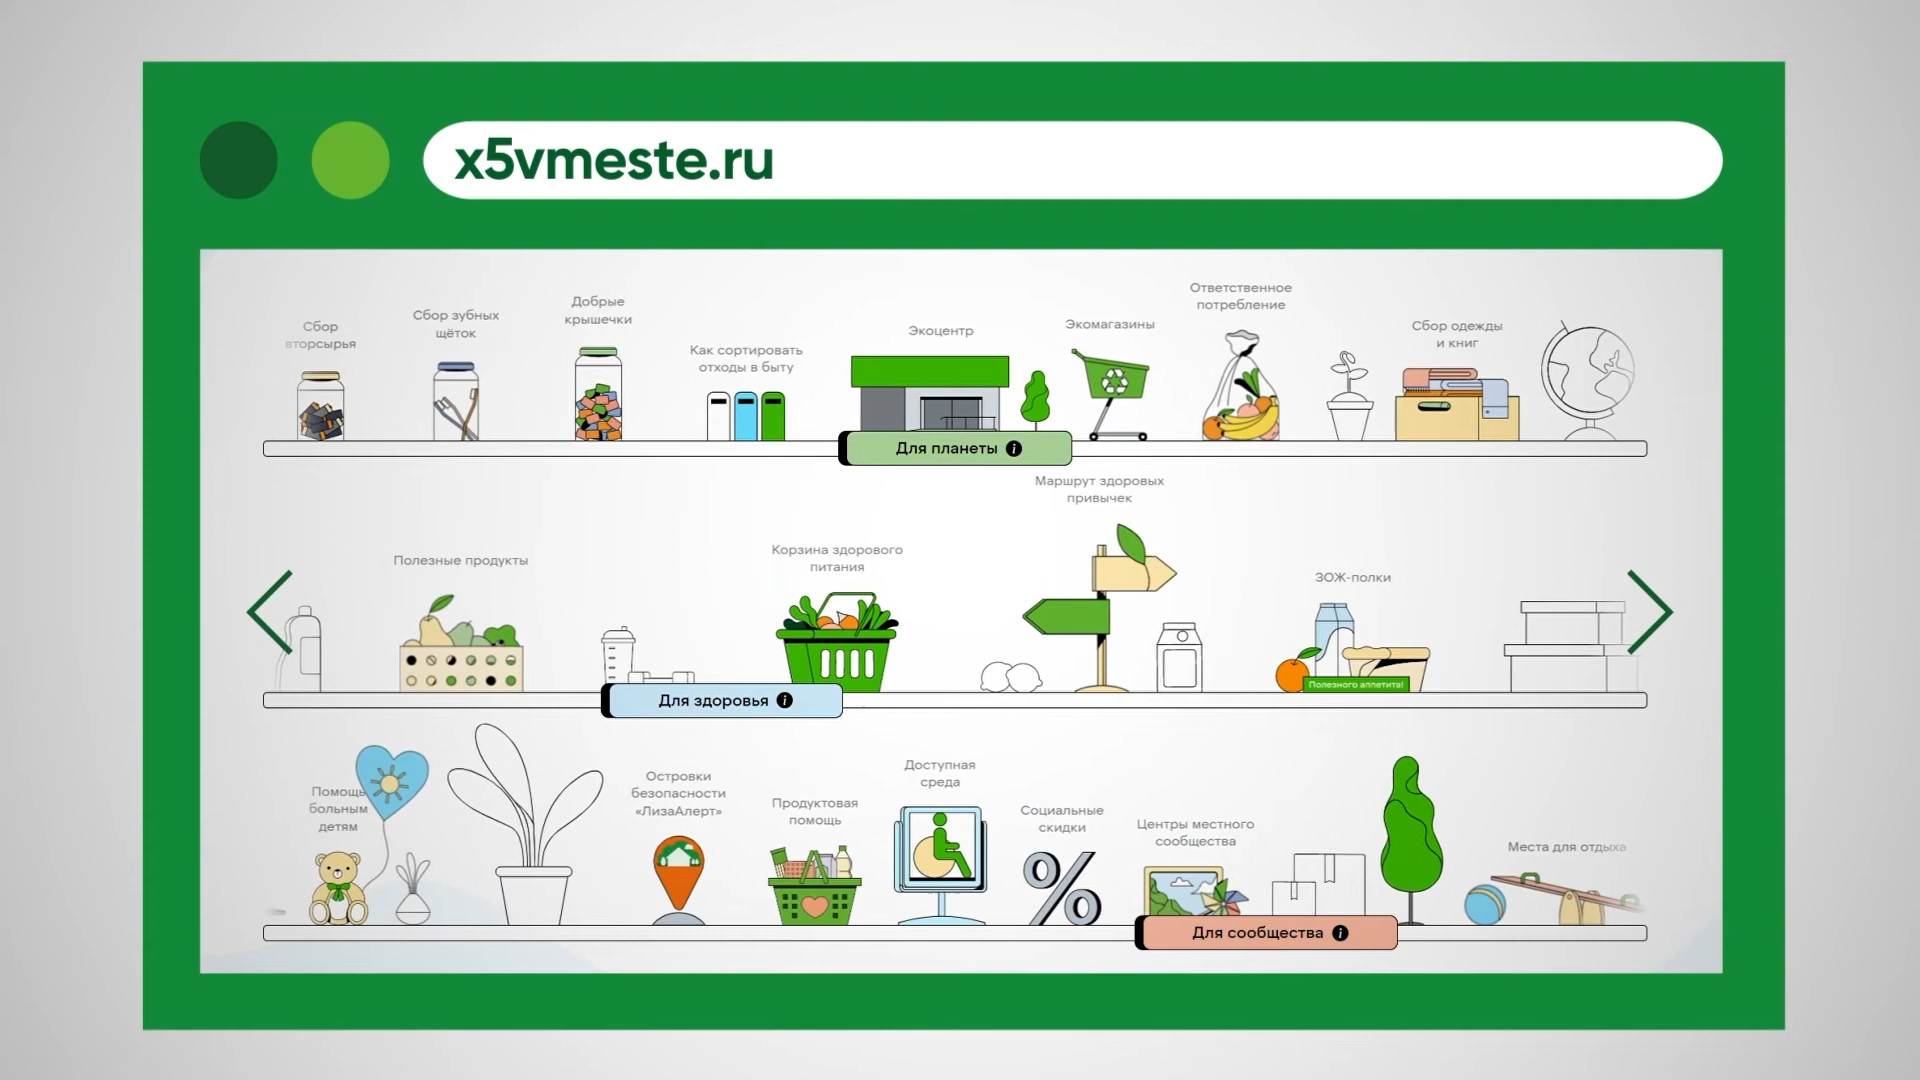 x5vmeste.ru
Сбор
вторсырья
Сбор зубных
щёток
Добрые
крышечки
Как сортировать
отходы в быту
Экоцентр
Экомагазины
Ответственное
потребление
Сбор одежды
и книг
Для планеты i
Полезные продукты
Корзина здорового
питания
Маршрут здоровых
привычек
ЗОЖ-полки
Полезного аппетита!
Для здоровья i
Помощь
больным
детям
Островки
безопасности
«ЛизаАлерт»
Продуктовая
помощь
Доступная
среда
Социальные
скидки
%
Центры местного
сообщества
Места для отдыха
Для сообщества i